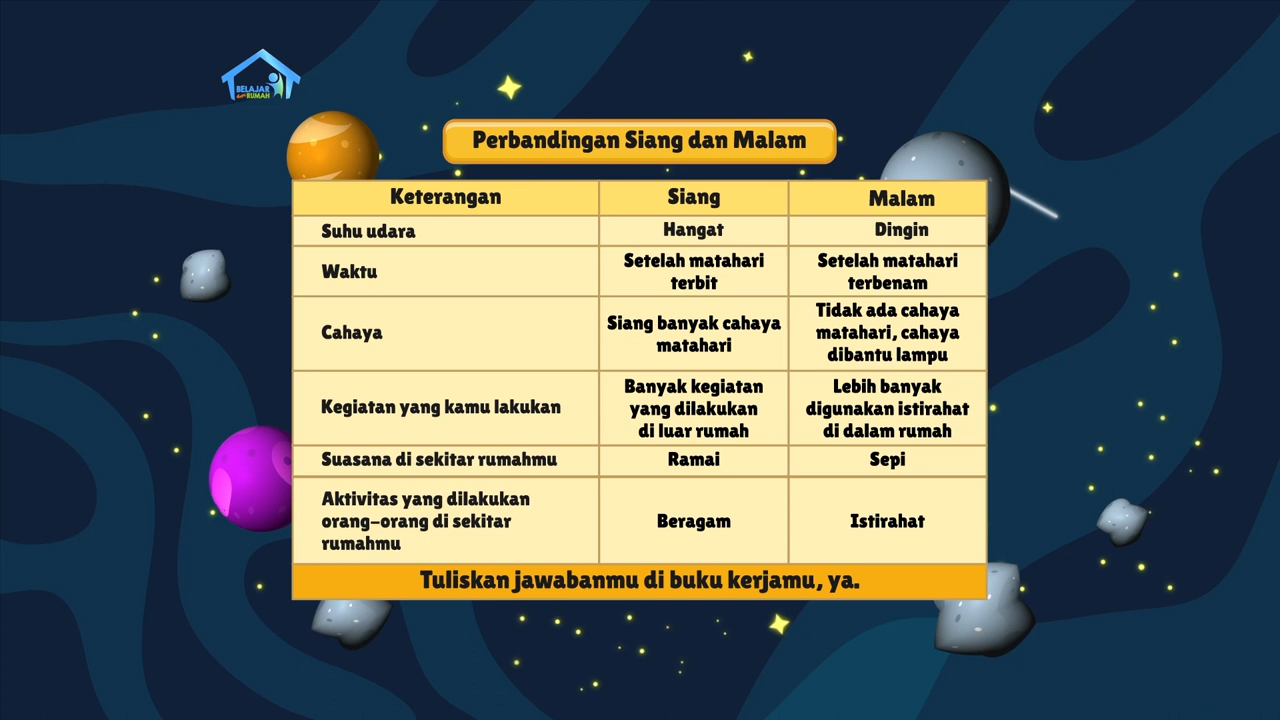 BELAJAR
dari RUMAH
Perbandingan Siang dan Malam
Keterangan
Siang
Malam
Suhu udara
Hangat
Dingin
Waktu
Setelah matahari
terbit
Setelah matahari
terbenam
Cahaya
Siang banyak cahaya
matahari
Tidak ada cahaya
matahari, cahaya
dibantu lampu
Kegiatan yang kamu lakukan
Banyak kegiatan
yang dilakukan
di luar rumah
Lebih banyak
digunakan istirahat
di dalam rumah
Suasana di sekitar rumahmu
Ramai
Sepi
Aktivitas yang dilakukan
orang-orang di sekitar
rumahmu
Beragam
Istirahat
Tuliskan jawabanmu di buku kerjamu, ya.